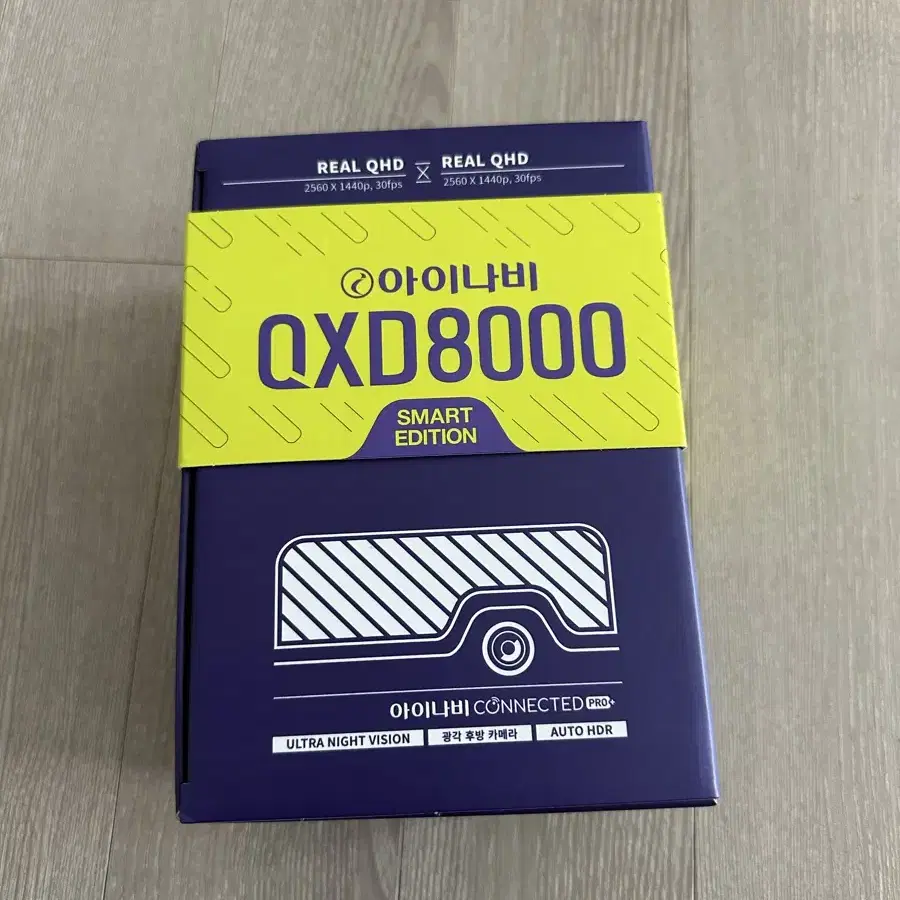 REAL QHD X REAL QHD
2560 X 1440p, 30fps 2560 X 1440p, 30fps
아이나비
QXD8000
SMART
EDITION
아이나비 CONNECTED PRO+
ULTRA NIGHT VISION 광각 후방 카메라 AUTO HDR